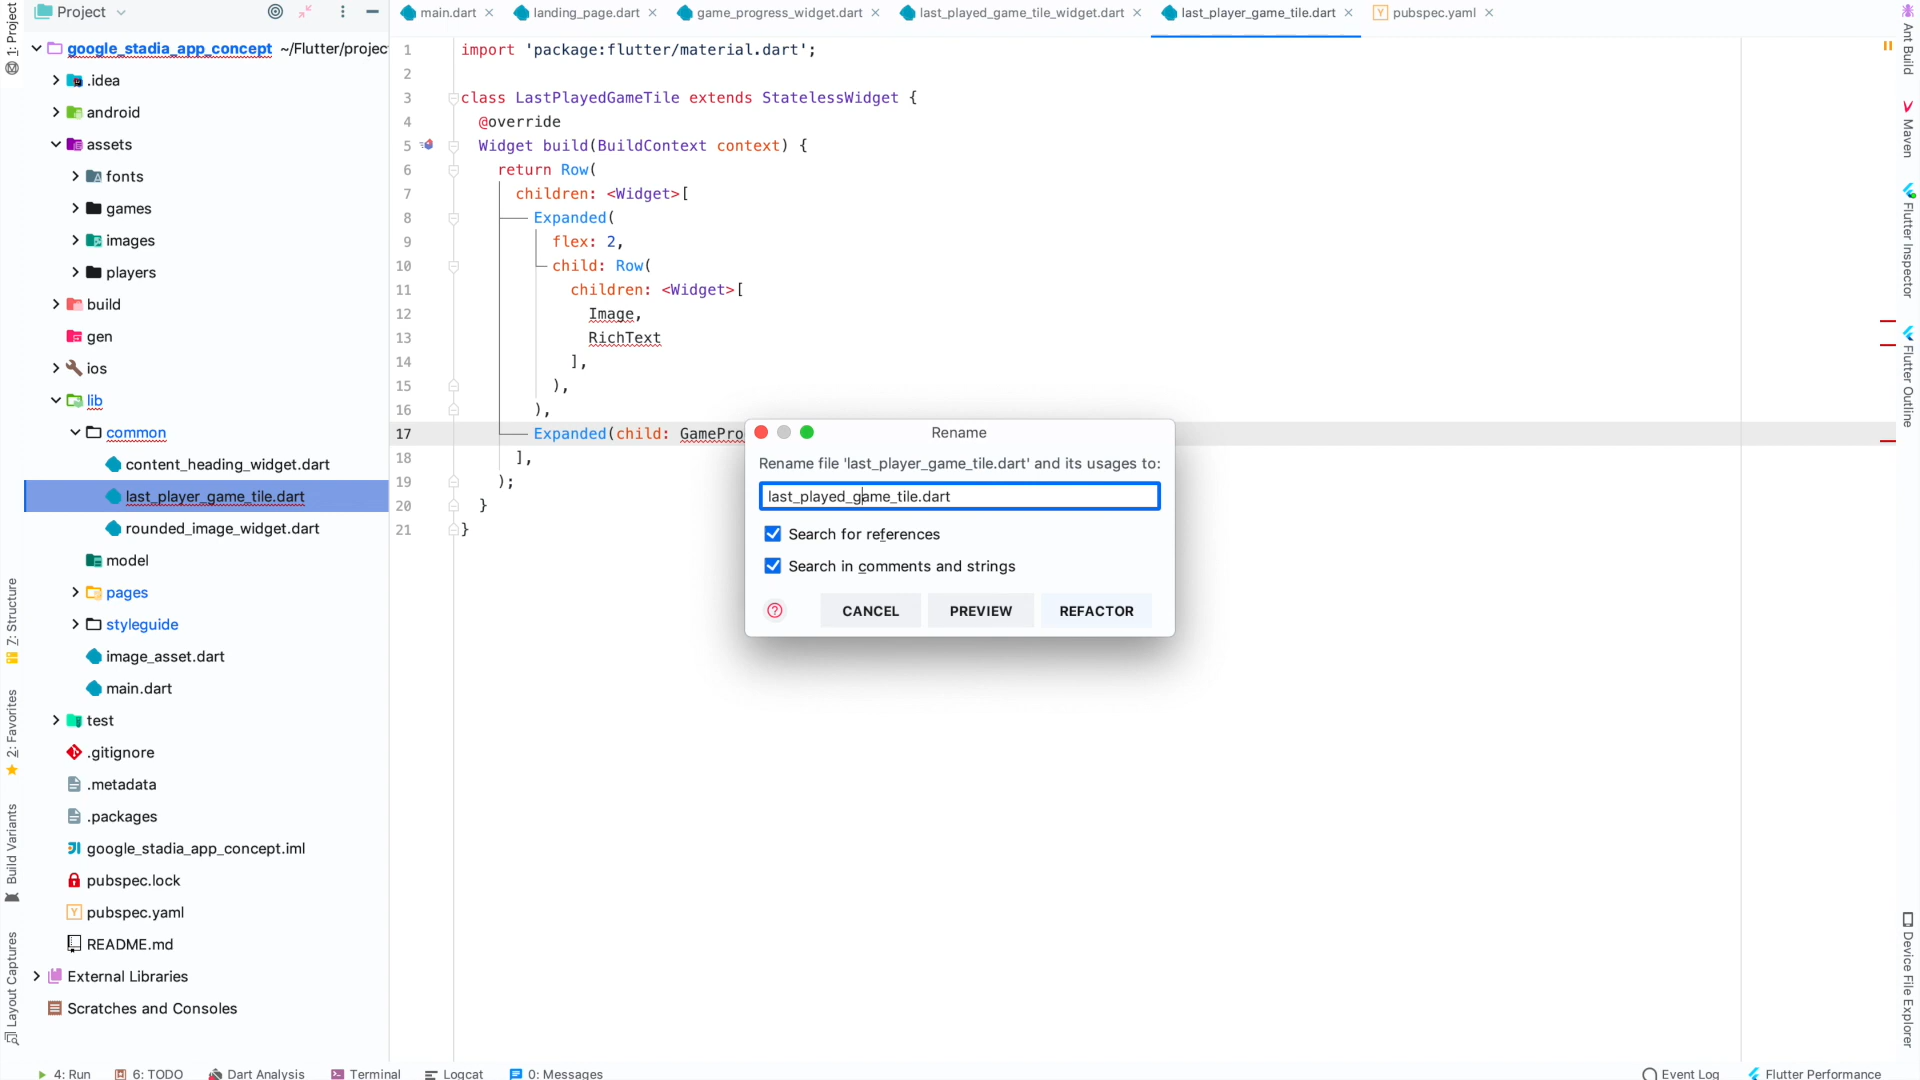 Project
main.dart
landing_page.dart
game_progress_widget.dart
last_played_game_tile_widget.dart
last_player_game_tile.dart
pubspec.yaml
1: Project
google_stadia_app_concept ~/Flutter/projec
.idea
android
assets
fonts
games
images
players
build
gen
ios
lib
common
content_heading_widget.dart
last_player_game_tile.dart
rounded_image_widget.dart
model
pages
styleguide
image_asset.dart
main.dart
test
.gitignore
.metadata
.packages
google_stadia_app_concept.iml
pubspec.lock
pubspec.yaml
README.md
External Libraries
Scratches and Consoles
Z: Structure
2: Favorites
Build Variants
Layout Captures
1 import 'package:flutter/material.dart';
2
3 class LastPlayedGameTile extends StatelessWidget {
4 @override
5 Widget build(BuildContext context) {
6 return Row(
7 children: <Widget>[
8 Expanded(
9 flex: 2,
10 child: Row(
11 children: <Widget>[
12 Image,
13 RichText
14 ],
15 ),
16 ),
17 Expanded(child: GamePro
18 ],
19 );
20 }
21 }
Rename
Rename file 'last_player_game_tile.dart' and its usages to:
last_played_game_tile.dart
Search for references
Search in comments and strings
CANCEL
PREVIEW
REFACTOR
Ant Build
Maven
Flutter Inspector
Flutter Outline
Device File Explorer
4: Run
6: TODO
Dart Analysis
Terminal
Logcat
0: Messages
Event Log
Flutter Performance